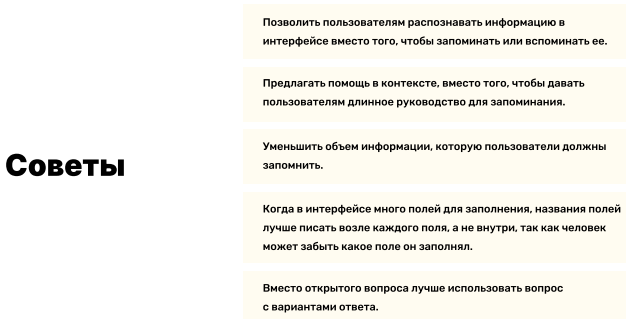 Советы
Позволить пользователям распознавать информацию в
интерфейсе вместо того, чтобы запоминать или вспоминать ее.
Предлагать помощь в контексте, вместо того, чтобы давать
пользователям длинное руководство для запоминания.
Уменьшить объем информации, которую пользователи должны
запомнить.
Когда в интерфейсе много полей для заполнения, названия полей
лучше писать возле каждого поля, а не внутри, так как человек
может забыть какое поле он заполнял.
Вместо открытого вопроса лучше использовать вопрос
с вариантами ответа.